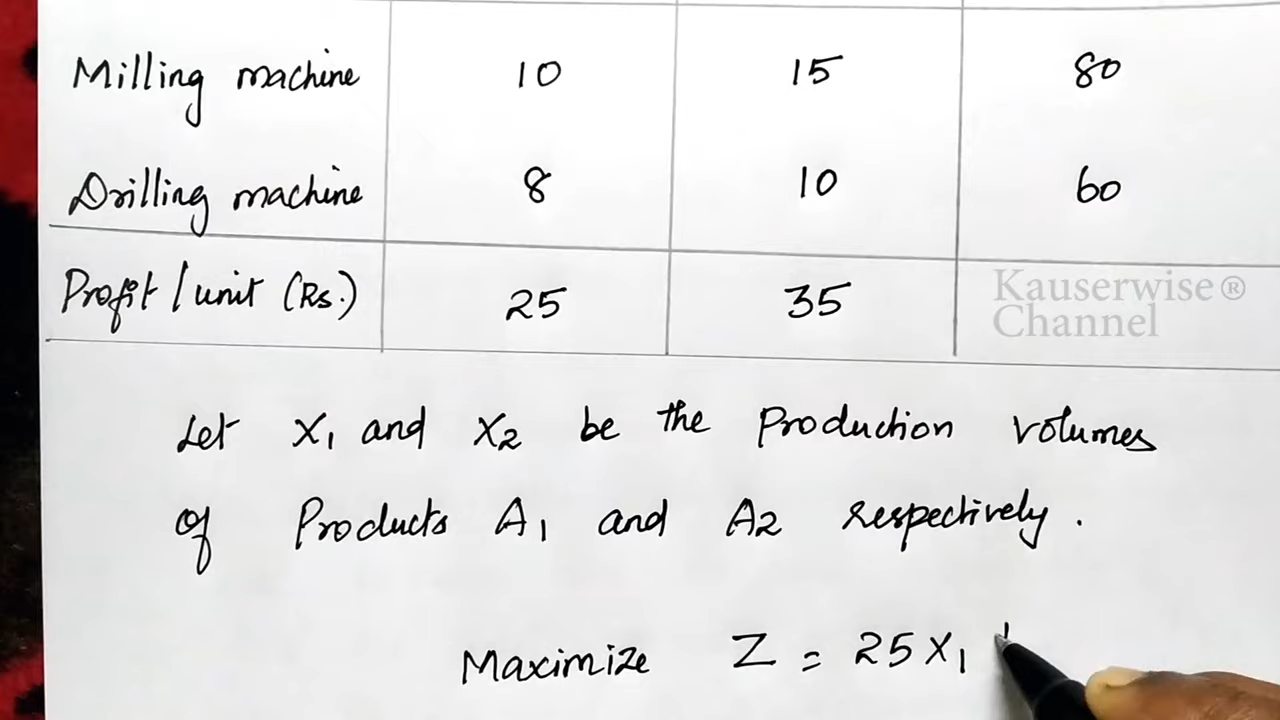 Milling machine 10 15 80
Drilling machine 8 10 60
Profit / unit (Rs.) 25 35
Kauserwise®
Channel
Let X₁ and X₂ be the Production volumes
of Products A₁ and A₂ respectively.
Maximize Z = 25X₁